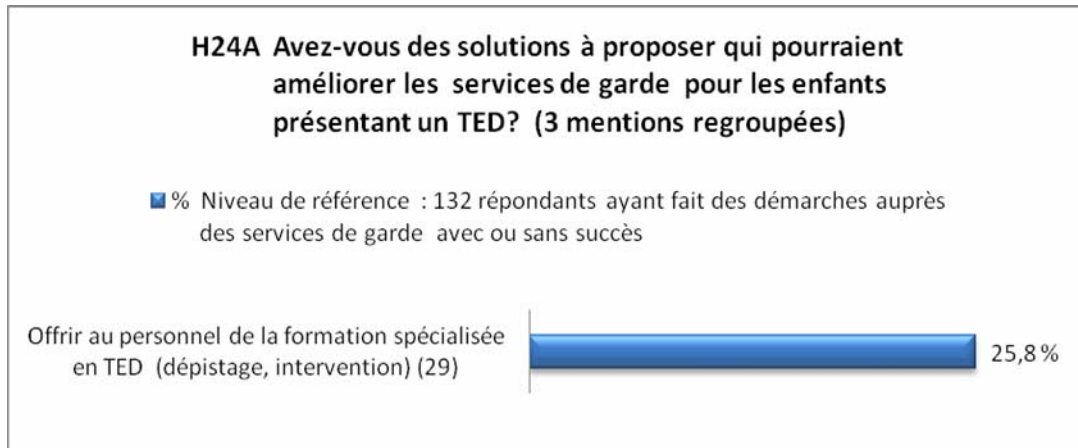 H24A Avez-vous des solutions à proposer qui pourraient
améliorer les services de garde pour les enfants
présentant un TED? (3 mentions regroupées)
% Niveau de référence : 132 répondants ayant fait des démarches auprès
des services de garde avec ou sans succès
Offrir au personnel de la formation spécialisée
en TED (dépistage, intervention) (29)
25,8 %